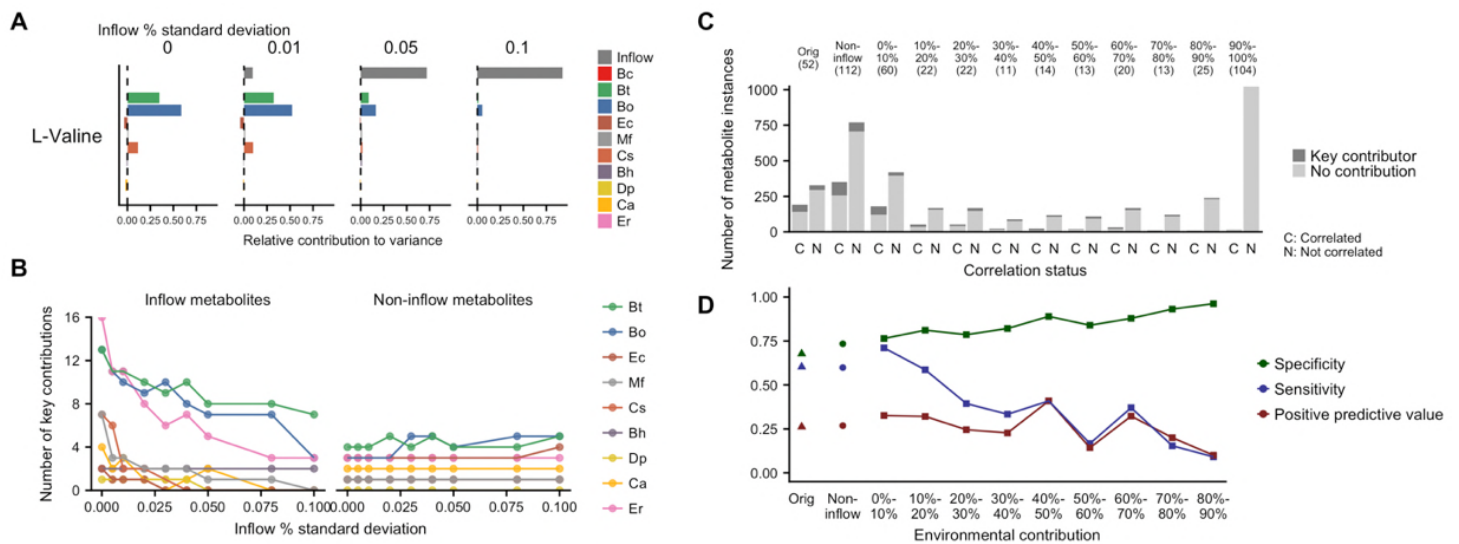 A
Inflow % standard deviation
0 0.01 0.05 0.1
L-Valine
0.00 0.25 0.50 0.75 0.00 0.25 0.50 0.75 0.00 0.25 0.50 0.75 0.00 0.25 0.50 0.75
Relative contribution to variance
Inflow
Bc
Bt
Bo
Ec
Mf
Cs
Bh
Dp
Ca
Er
B
Inflow metabolites Non-inflow metabolites
Number of key contributions
16
12
8
4
0
0.000 0.025 0.050 0.075 0.100 0.000 0.025 0.050 0.075 0.100
Inflow % standard deviation
Bt
Bo
Ec
Mf
Cs
Bh
Dp
Ca
Er
C
Orig
(52)
Non-
inflow
(112)
0%-
10%
(60)
10%-
20%
(22)
20%-
30%
(22)
30%-
40%
(11)
40%-
50%
(14)
50%-
60%
(13)
60%-
70%
(20)
70%-
80%
(13)
80%-
90%
(25)
90%-
100%
(104)
Number of metabolite instances
1000
750
500
250
0
C N C N C N C N C N C N C N C N C N C N C N C N
Correlation status
Key contributor
No contribution
C: Correlated
N: Not correlated
D
1.00
0.75
0.50
0.25
0.00
Orig
Non-
inflow
0%-
10%
10%-
20%
20%-
30%
30%-
40%
40%-
50%
50%-
60%
60%-
70%
70%-
80%
80%-
90%
Environmental contribution
Specificity
Sensitivity
Positive predictive value